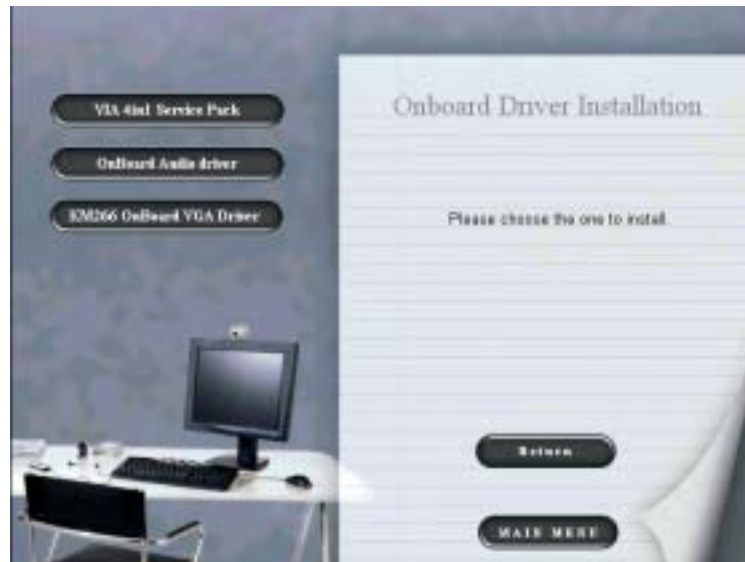 VIA 4in1 Service Pack
OnBoard Audio driver
KM266 OnBoard VGA Driver
Onboard Driver Installation
Please choose the one to install.
Return
MAIN MENU